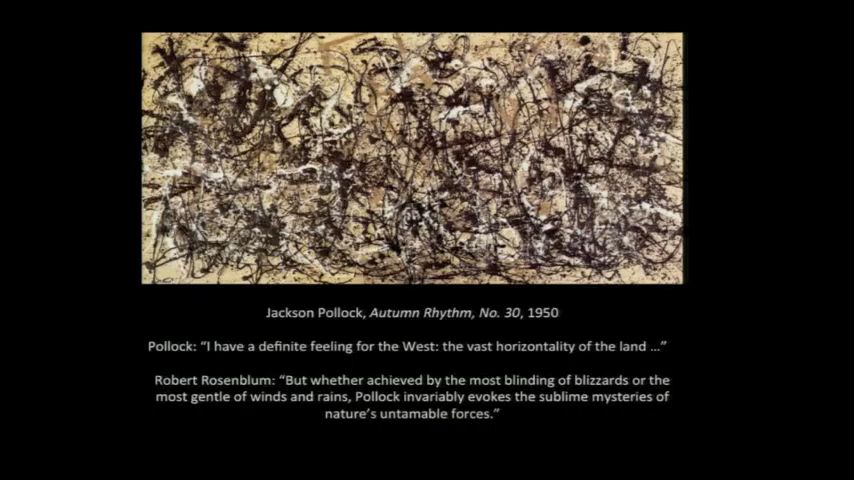 Jackson Pollock, Autumn Rhythm, No. 30, 1950
Pollock: “I have a definite feeling for the West: the vast horizontality of the land ...”
Robert Rosenblum: “But whether achieved by the most blinding of blizzards or the
most gentle of winds and rains, Pollock invariably evokes the sublime mysteries of
nature’s untamable forces.”